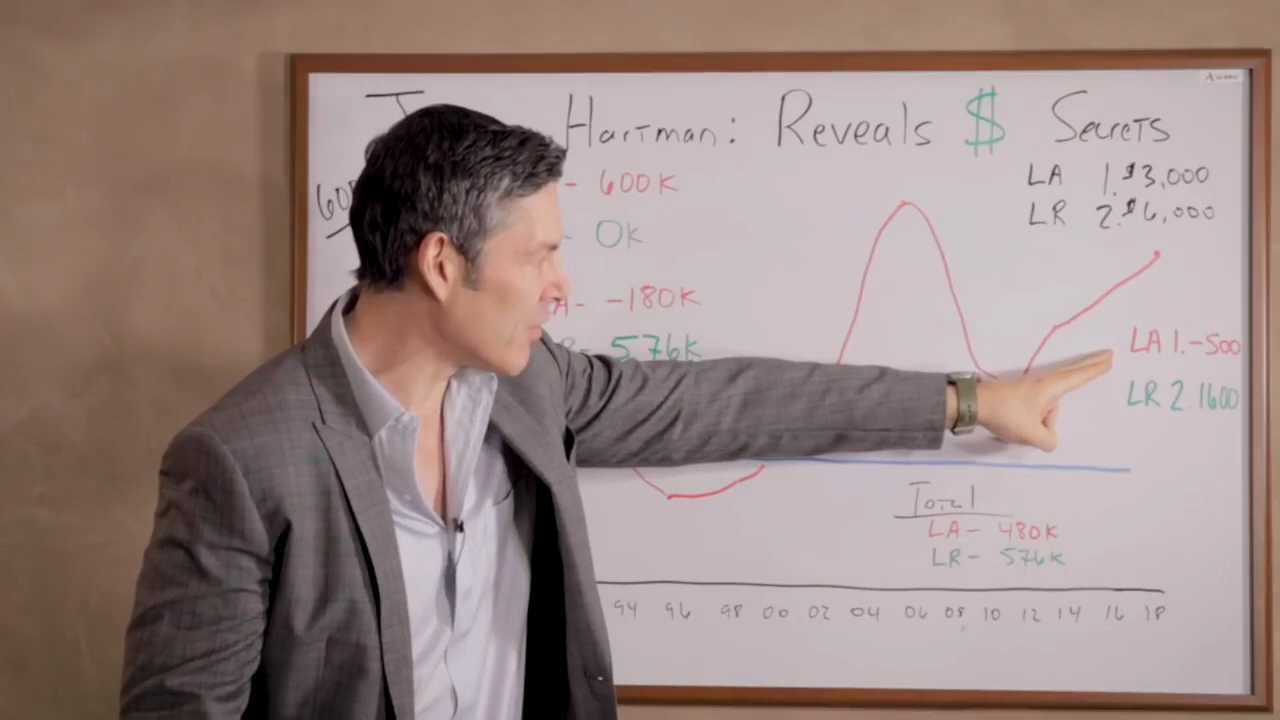 Hartman: Reveals $ Secrets
LA 1. $3,000
LR 2. $6,000
- 600K
- 0K
A- -180K
576K
LA 1.-500
LR 2. 1600
Total
LA- 480K
LR- 576K
94 96 98 00 02 04 06 08 10 12 14 16 18